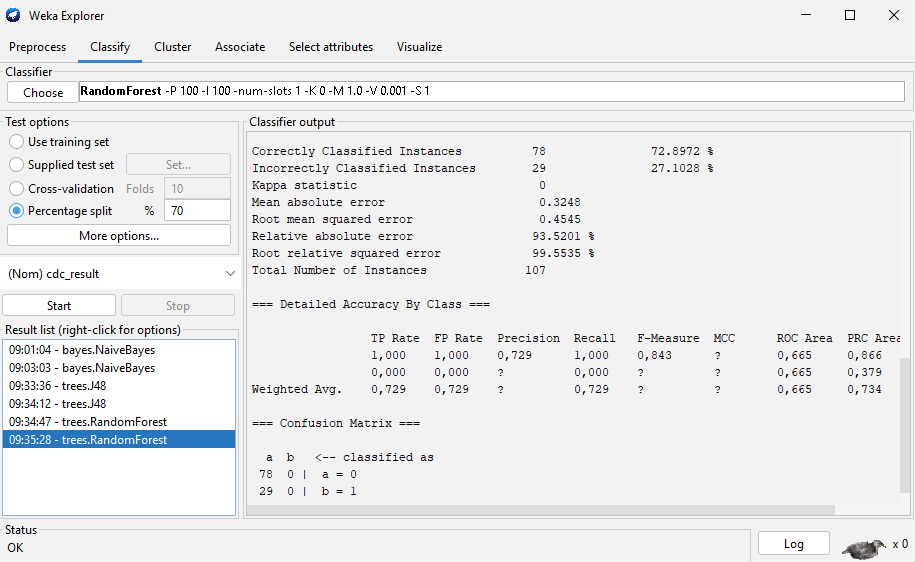 Weka Explorer
Preprocess Classify Cluster Associate Select attributes Visualize
Classifier
Choose RandomForest -P 100 -I 100 -num-slots 1 -K 0 -M 1.0 -V 0.001 -S 1
Test options
Use training set
Supplied test set Set...
Cross-validation Folds 10
Percentage split % 70
More options...
(Nom) cdc_result
Start Stop
Result list (right-click for options)
09:01:04 - bayes.NaiveBayes
09:03:03 - bayes.NaiveBayes
09:33:36 - trees.J48
09:34:12 - trees.J48
09:34:47 - trees.RandomForest
09:35:28 - trees.RandomForest
Classifier output
Correctly Classified Instances 78 72.8972 %
Incorrectly Classified Instances 29 27.1028 %
Kappa statistic 0
Mean absolute error 0.3248
Root mean squared error 0.4545
Relative absolute error 93.5201 %
Root relative squared error 99.5535 %
Total Number of Instances 107
=== Detailed Accuracy By Class ===
TP Rate FP Rate Precision Recall F-Measure MCC ROC Area PRC Area
1,000 1,000 0,729 1,000 0,843 ? 0,665 0,866
0,000 0,000 ? 0,000 ? ? 0,665 0,379
Weighted Avg. 0,729 0,729 ? 0,729 ? ? 0,665 0,734
=== Confusion Matrix ===
a b <-- classified as
78 0 | a = 0
29 0 | b = 1
Status
OK
Log
x 0